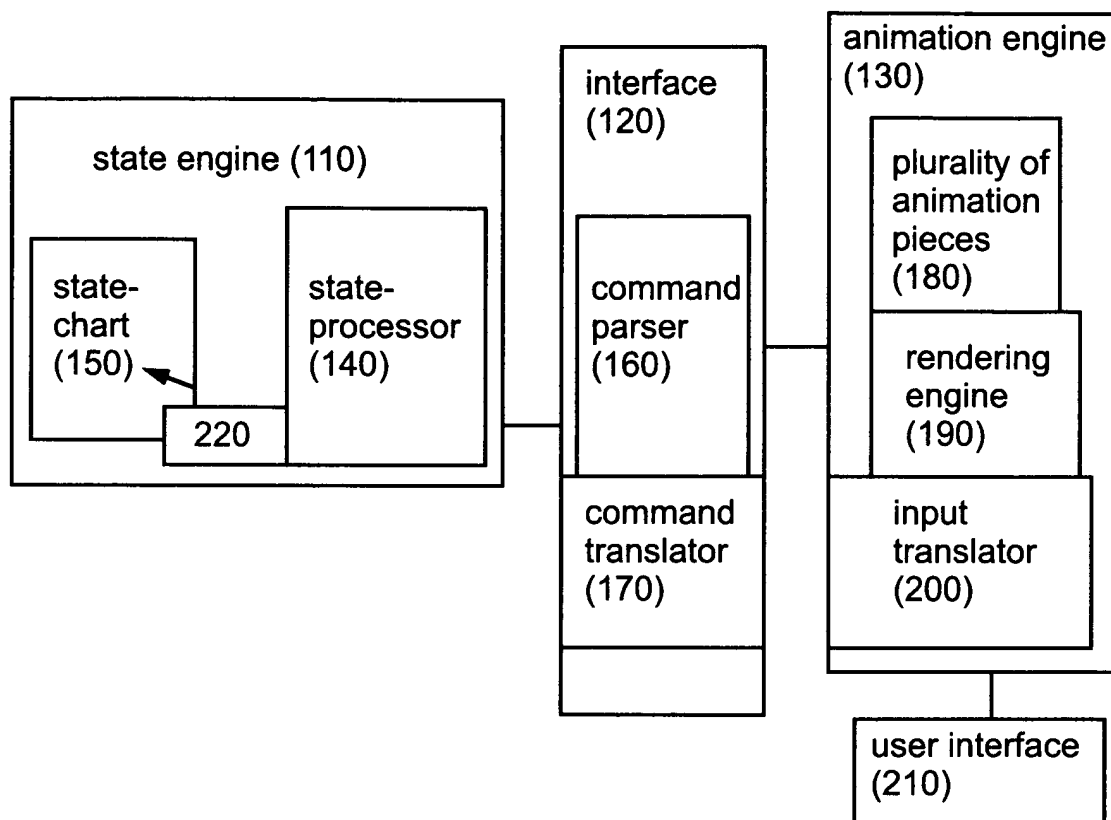 state engine (110)
state-
chart
(150)
state-
processor
(140)
220
interface
(120)
command
parser
(160)
command
translator
(170)
animation engine
(130)
plurality of
animation
pieces
(180)
rendering
engine
(190)
input
translator
(200)
user interface
(210)